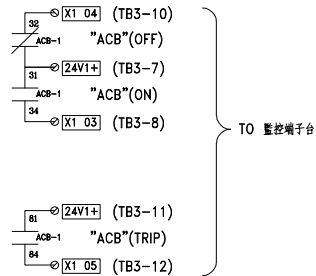 32 X1 04 (TB3-10)
ACB-1 "ACB"(OFF)
31 24V1+ (TB3-7)
ACB-1 "ACB"(ON)
34 X1 03 (TB3-8)
TO 監控端子台
81 24V1+ (TB3-11)
ACB-1 "ACB"(TRIP)
84 X1 05 (TB3-12)